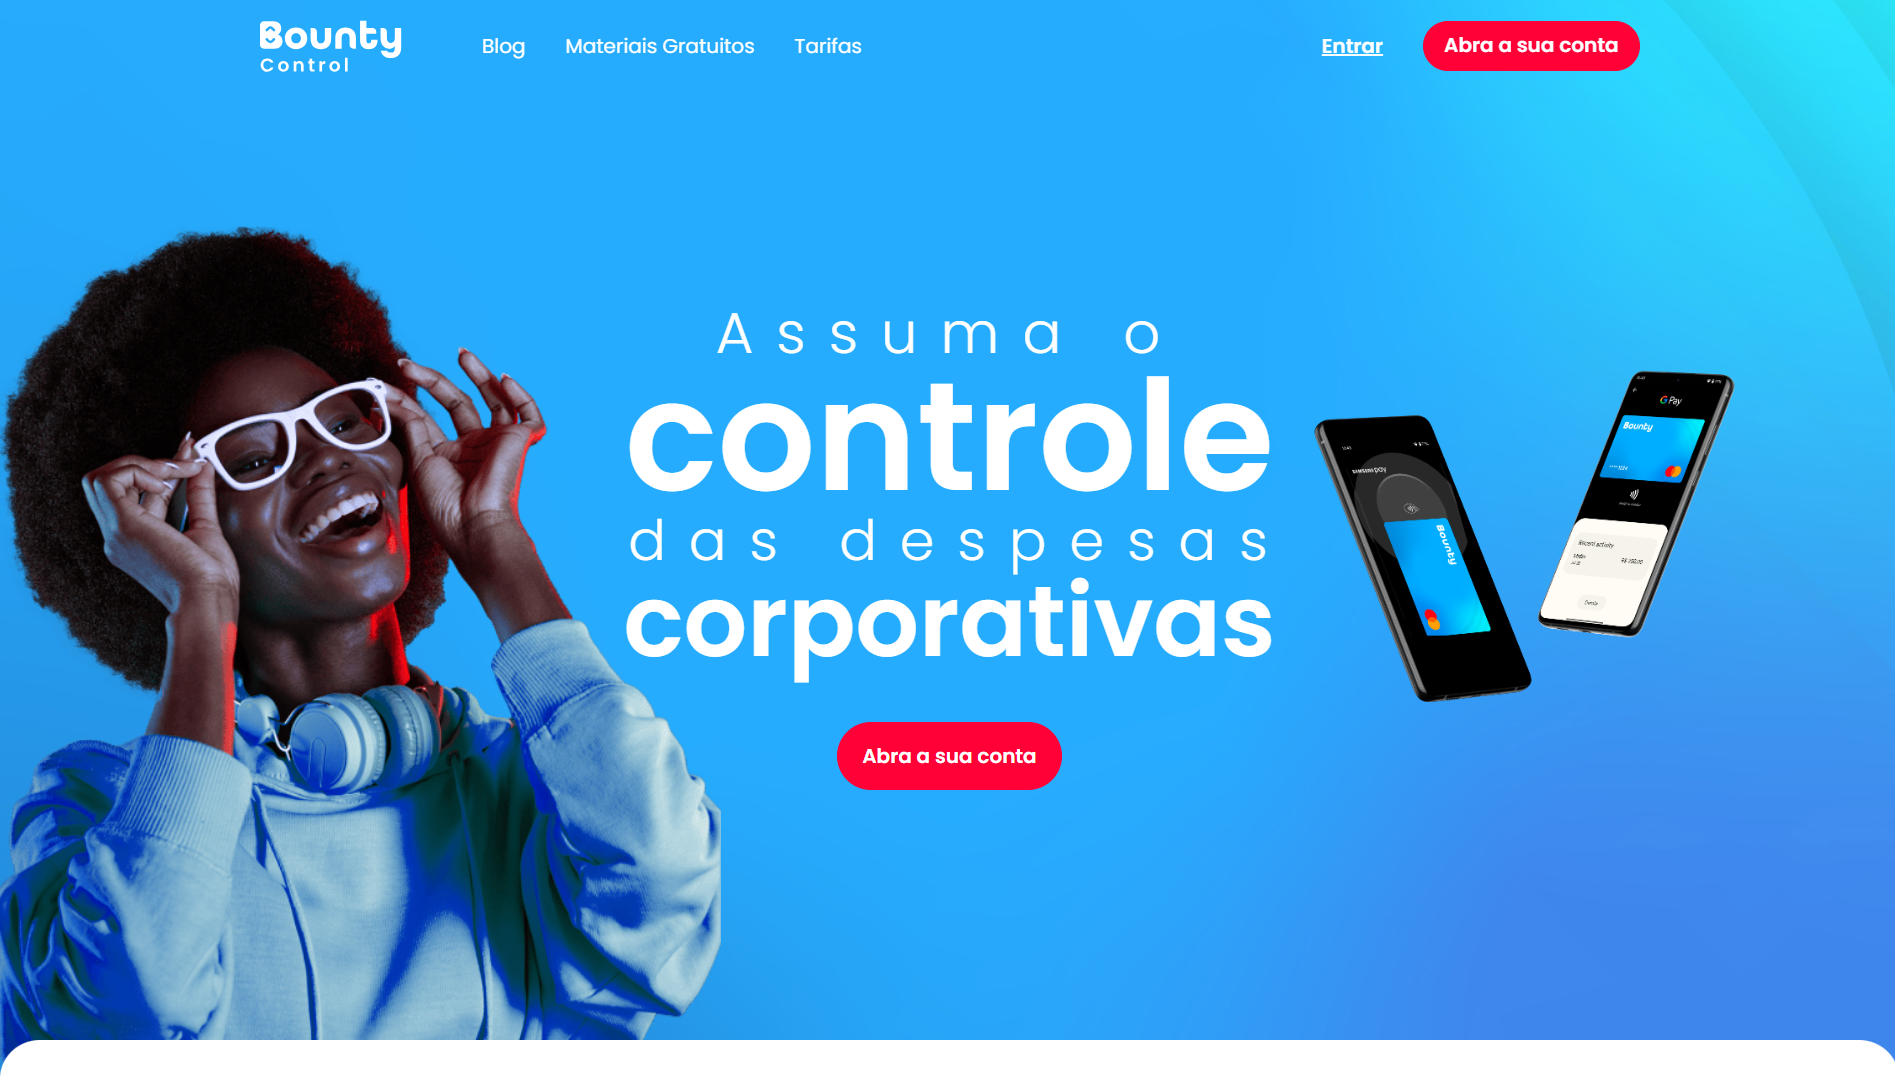 Bounty
Control
Blog
Materiais Gratuitos
Tarifas
Entrar
Abra a sua conta
Assuma o
controle
das despesas
corporativas
Abra a sua conta
SAMSUNG pay
Bounty
G Pay
Bounty
Recent activity
Details